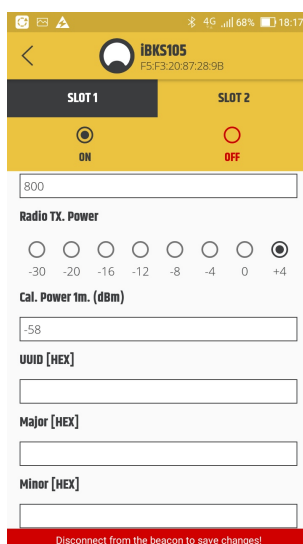 4G 68% 18:17
iBKS105
F5:F3:20:87:28:9B
SLOT 1 SLOT 2
ON OFF
800
Radio TX. Power
-30 -20 -16 -12 -8 -4 0 +4
Cal. Power 1m. (dBm)
-58
UUID [HEX]
Major [HEX]
Minor [HEX]
Disconnect from the beacon to save changes!